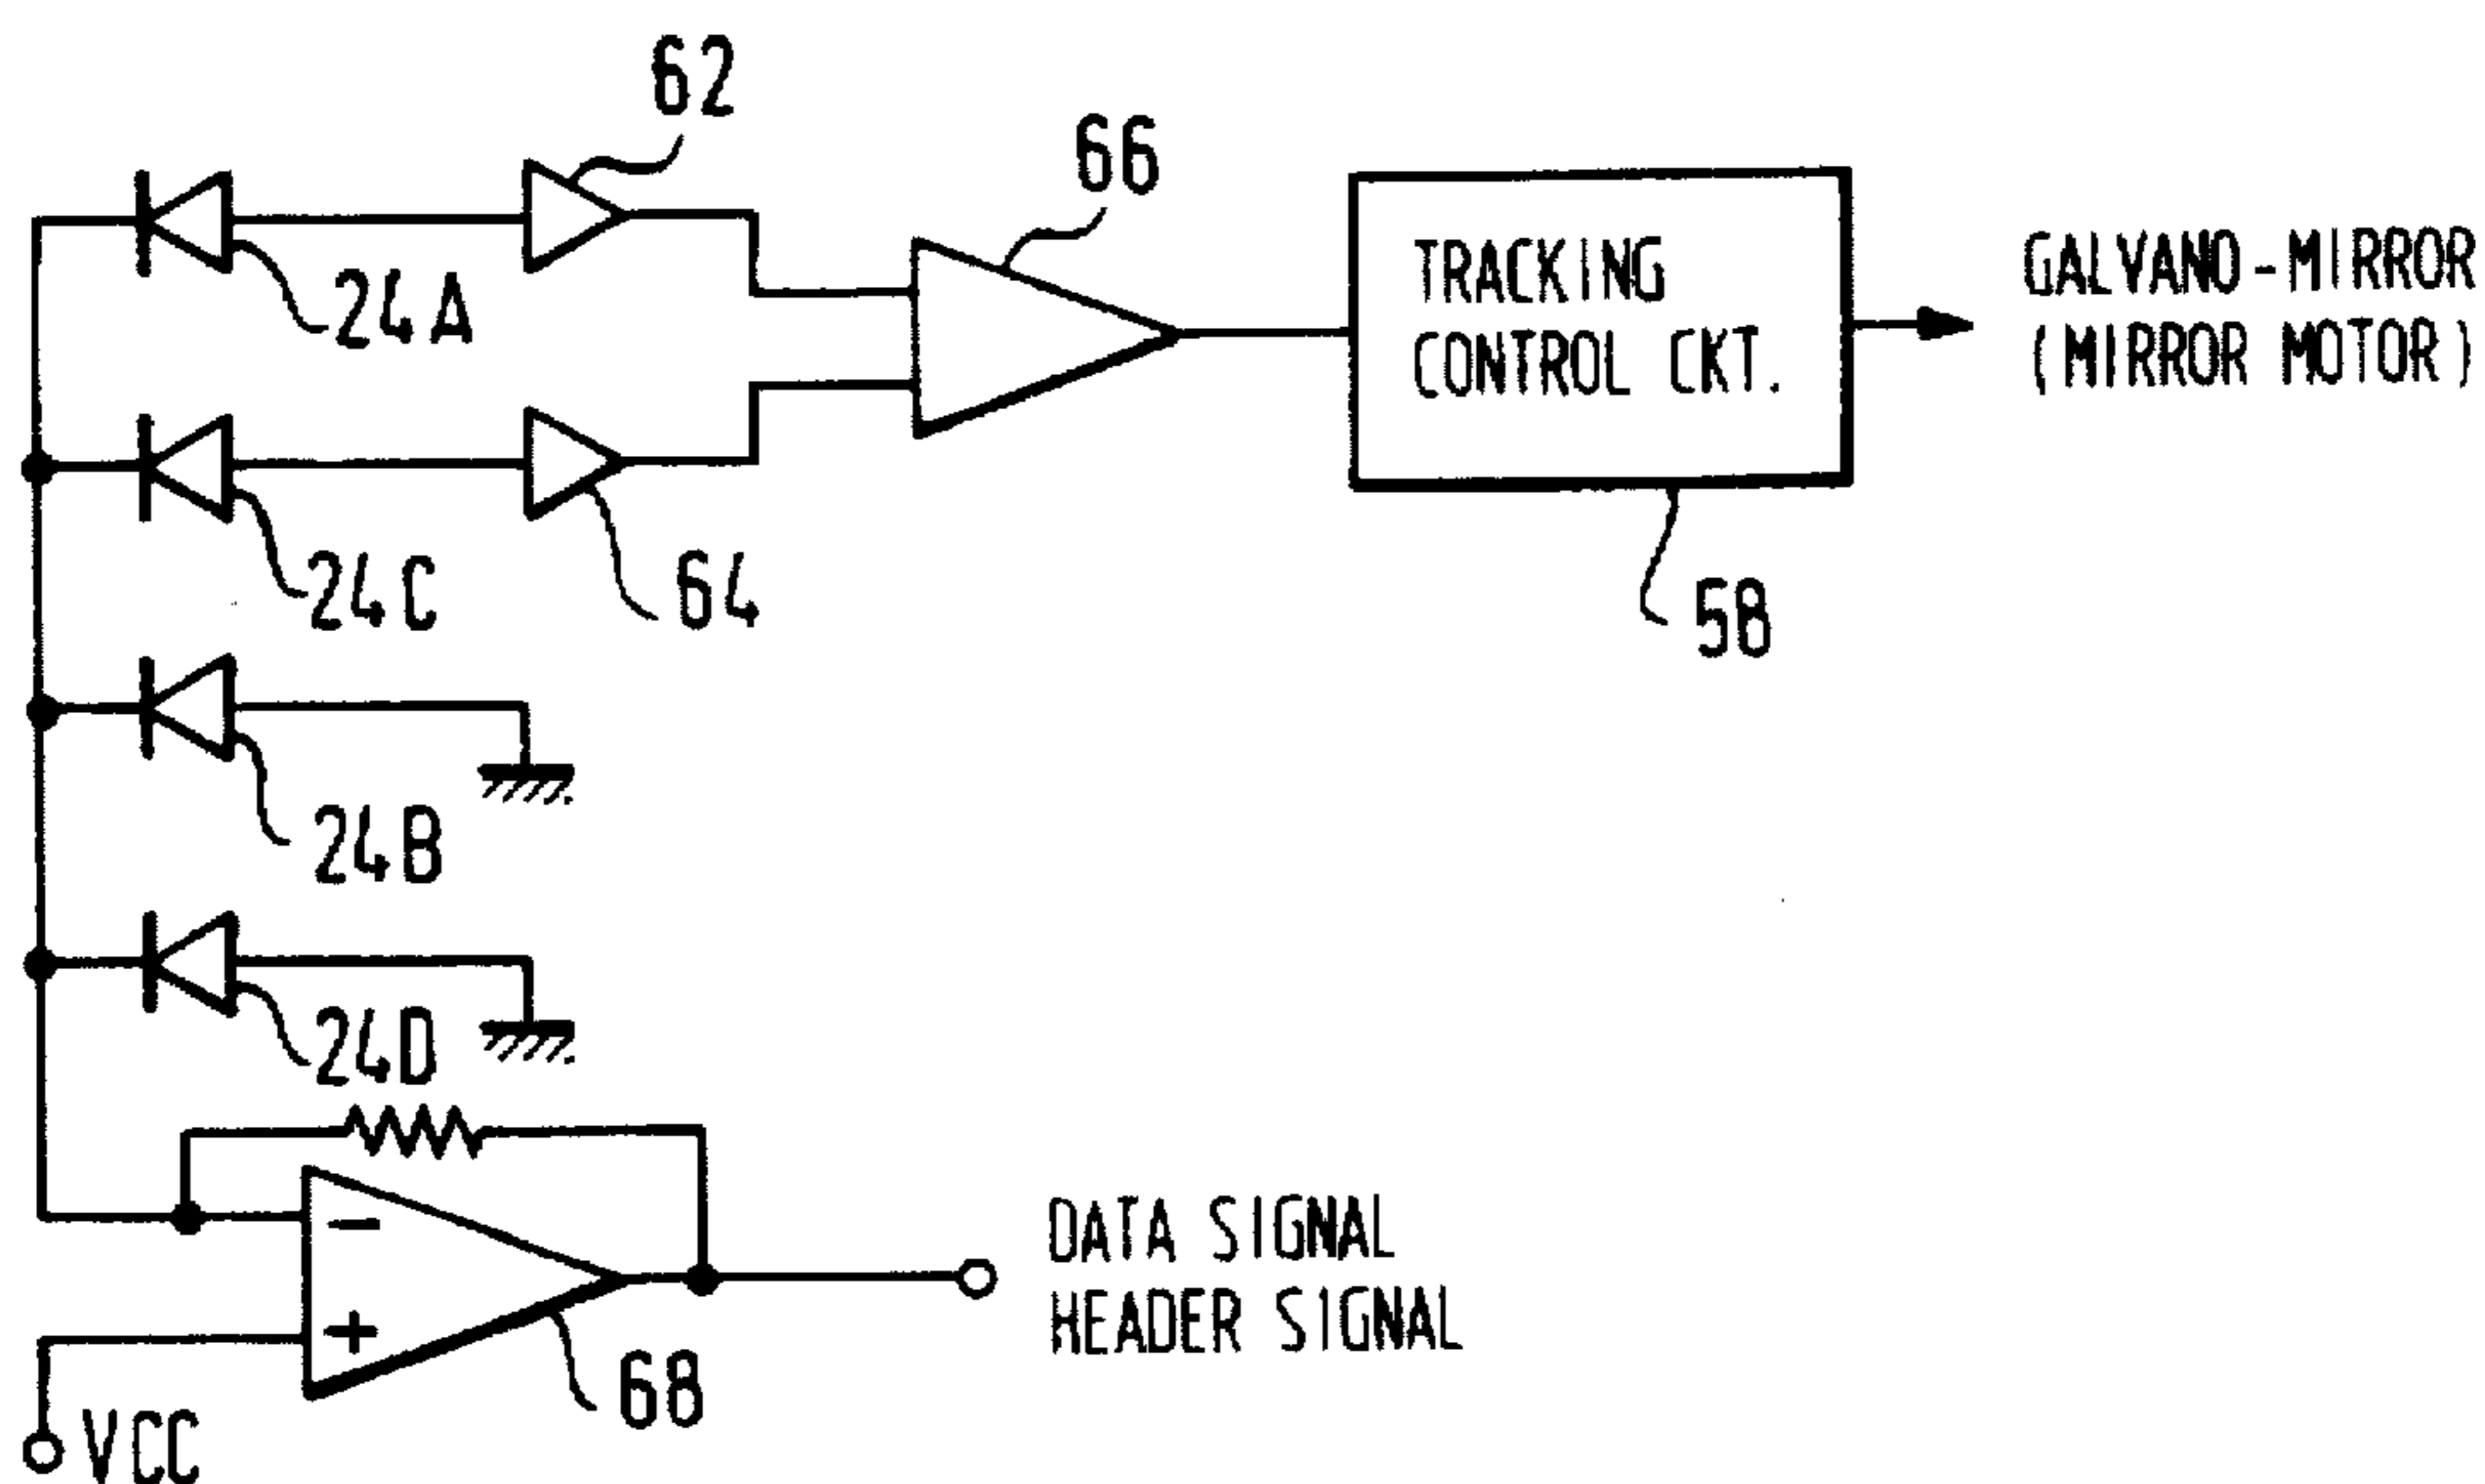 62
66
24A
TRACKING
CONTROL CKT.
GALVANO-MIRROR
(MIRROR MOTOR)
24C
64
58
24B
24D
DATA SIGNAL
HEADER SIGNAL
−
+
68
VCC